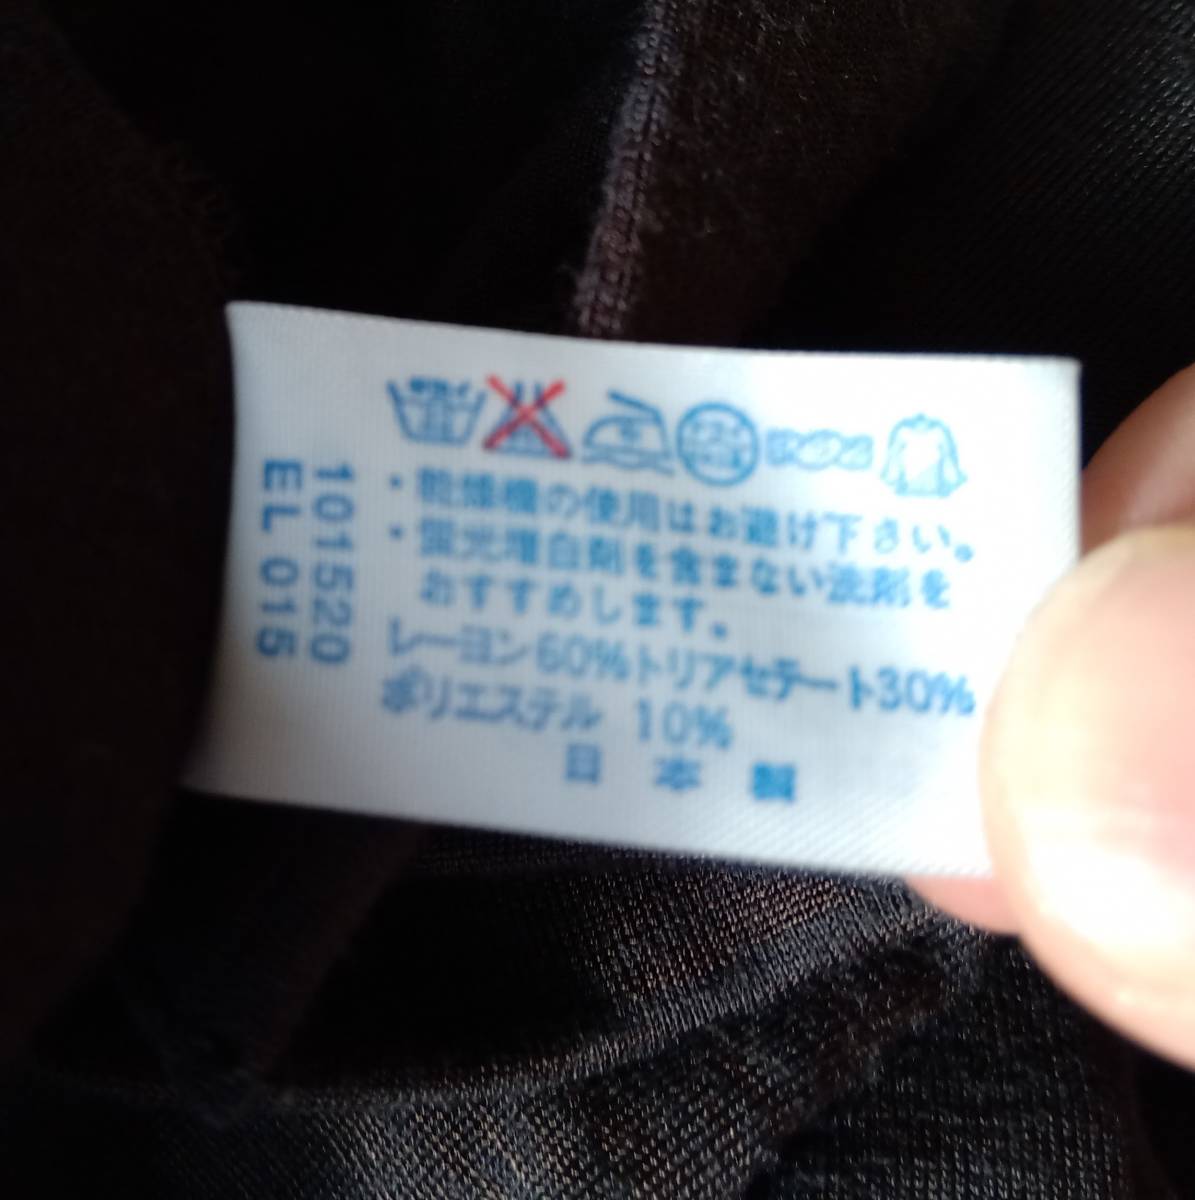 ・乾燥機の使用はお避け下さい。
・蛍光増白剤を含まない洗剤を
おすすめします。
レーヨン60%トリアセテート30%
ポリエステル 10%
日本製
101520
EL 015